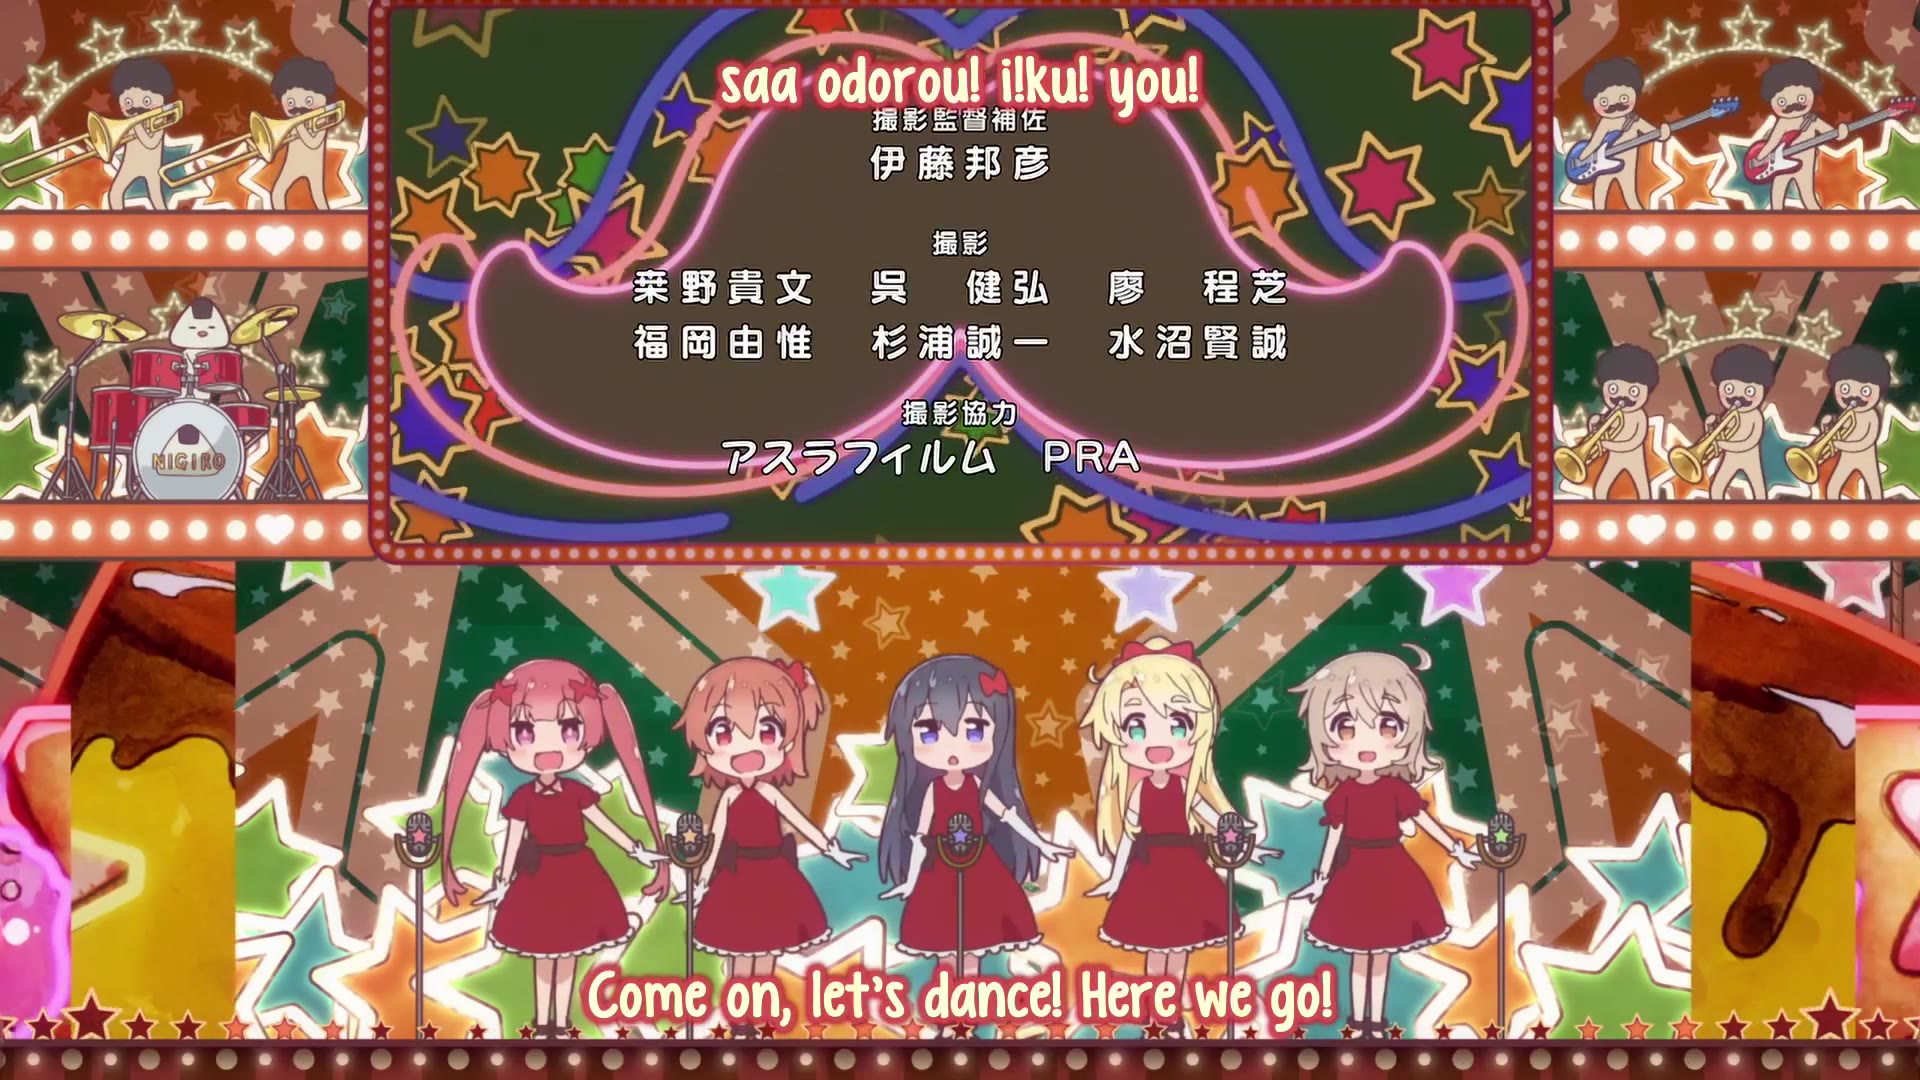 saa odorou! i!ku! you!
撮影監督補佐
伊藤邦彦
撮影
桒野貴文　呉　健弘　廖　程芝
福岡由惟　杉浦誠一　水沼賢誠
撮影協力
アスラフィルム　PRA
NIGIRO
Come on, let's dance! Here we go!